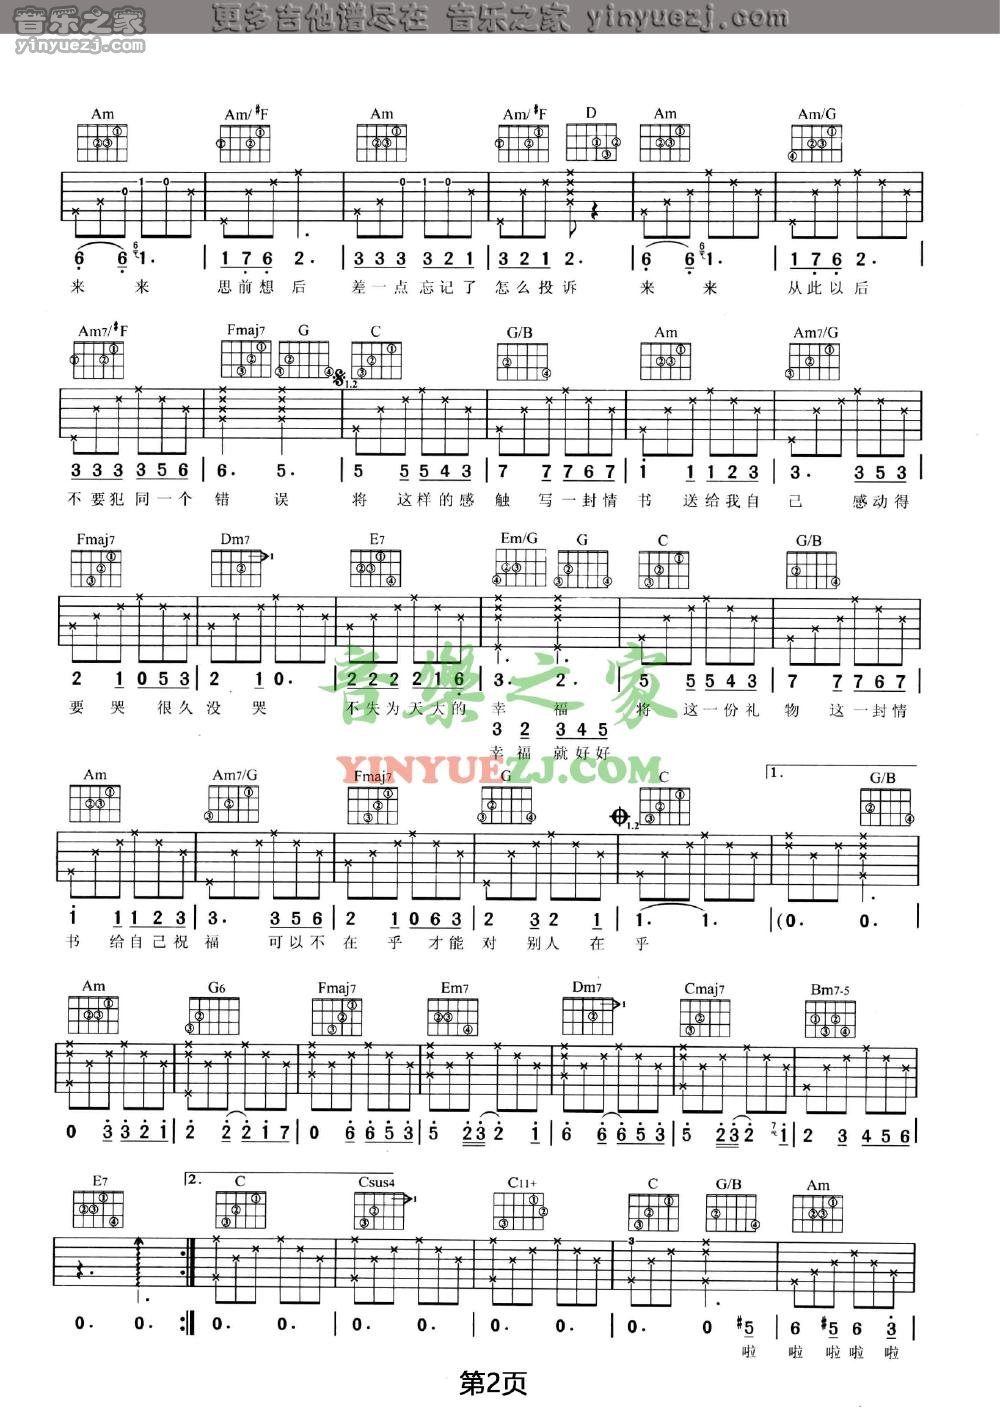 音乐之家
yinyuezj.com
更多吉他谱尽在 音乐之家 yinyuezj.com
Am Am/#F Am Am/#F D Am Am/G
6 6 6 1. | 1 7 6 2. | 3 3 3 3 2 1 | 3 2 1 2. | 6 6 6 1. | 1 7 6 2. |
来 来 思前想后 差一点忘记了 怎么投诉 来 来 从此以后
Am7/#F Fmaj7 G C G/B Am Am7/G
1.2
3 3 3 3 5 6 | 6. 5. | 5 5 5 4 3 | 7 7 7 6 7 | i 1 1 2 3 | 3. 3 5 3 |
不要犯同一个 错 误 将 这样的感 触 写一封情 书 送给我自 己 感动得
Fmaj7 Dm7 E7 Em/G G C G/B
2 1 0 5 3 | 2 1 0. | 2 2 2 2 1 6 | 3. 2. | 5 5 5 4 3 | 7 7 7 6 7 |
要 哭 很久 没 哭 不失为天大的 幸 福 将 这一份礼 物 这一封情
3 2 3 4 5
幸福 就好好
音樂之家
YINYUEZJ.COM
Am Am7/G Fmaj7 G C 1. G/B
1.2
i 1 1 2 3 | 3. 3 5 6 | 2 1 0 6 3 | 2 3 2 1 | 1. 1. | (0. 0. |
书 给自己祝 福 可以不 在 乎 才能 对 别人 在 乎
Am G6 Fmaj7 Em7 Dm7 Cmaj7 Bm7-5
0 3 3 2 1 | 2 2 2 1 7 | 0 6 6 5 3 | 5 2 3 2 i | 6 6 6 5 3 | 5 2 3 2 7 i | 2 3 4 5 6
E7 2. C Csus4 C11+ C G/B Am
0. 0. :‖ 0. 0. | 0. 0. | 0. 0. | 0. 0 #5 | 6 #5 6 3 |
啦 啦 啦啦啦
第2页